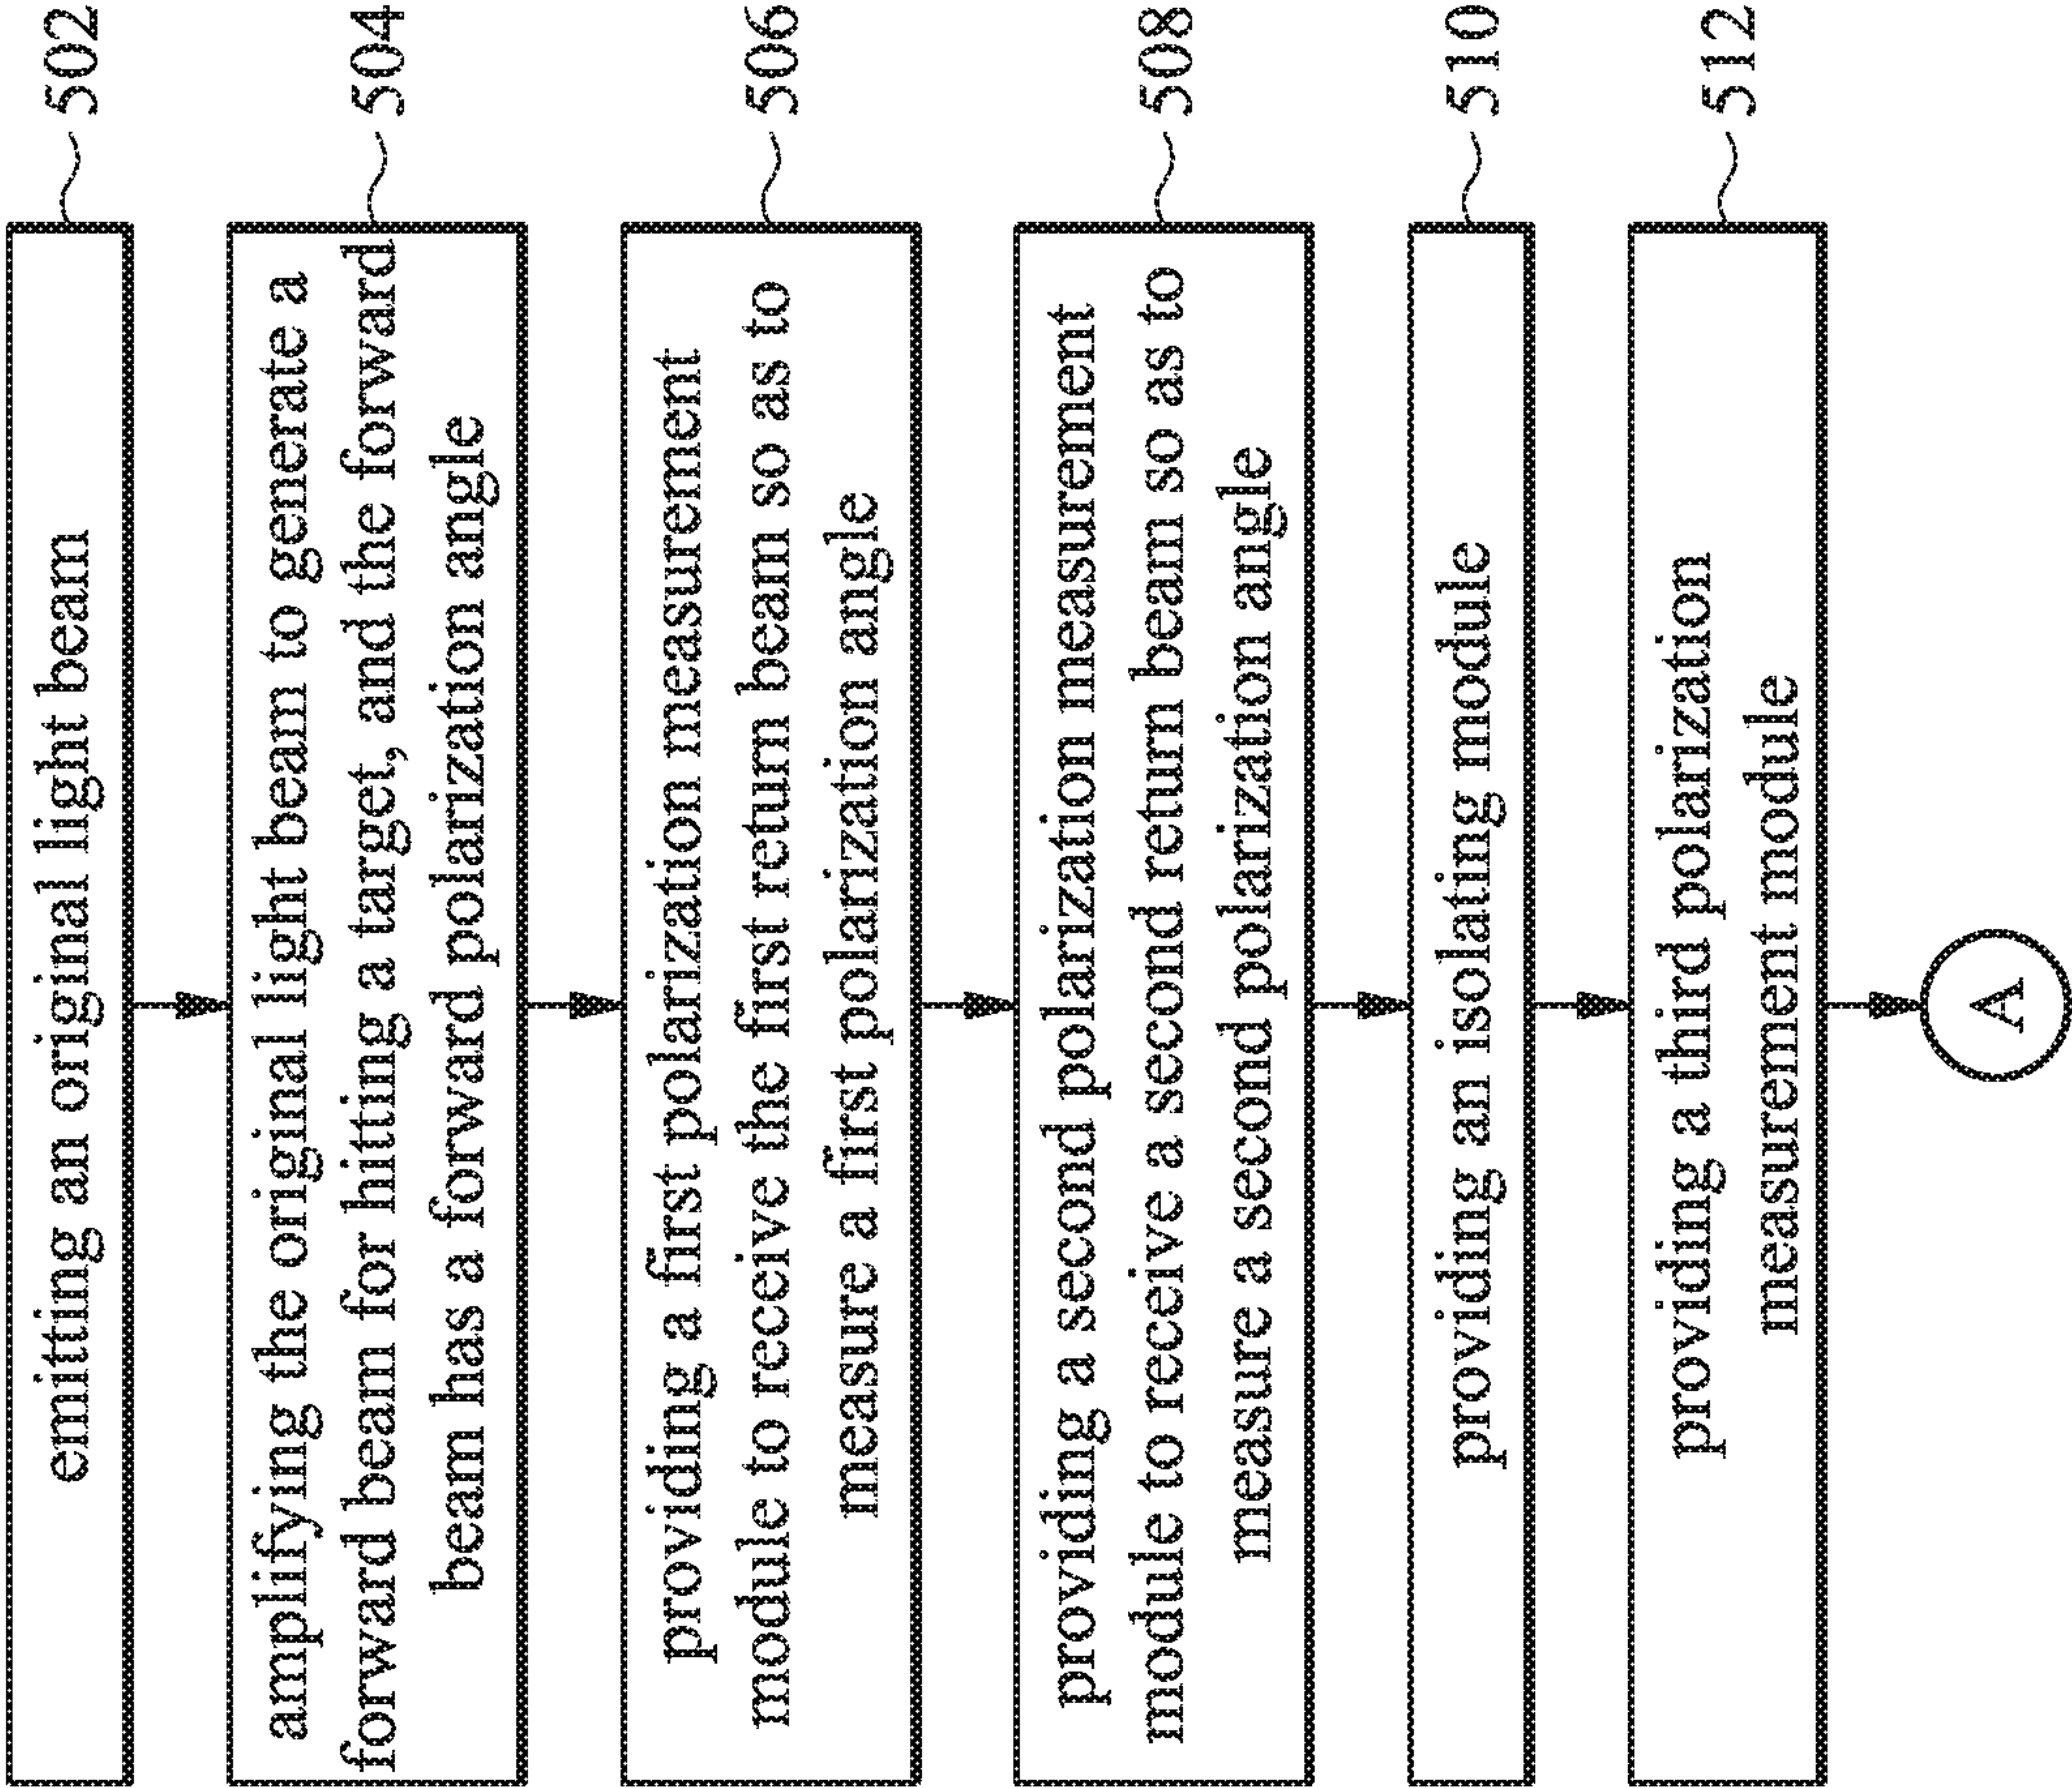 emitting an original light beam
502
amplifying the original light beam to generate a
forward beam for hitting a target, and the forward
beam has a forward polarization angle
504
providing a first polarization measurement
module to receive the first return beam so as to
measure a first polarization angle
506
providing a second polarization measurement
module to receive a second return beam so as to
measure a second polarization angle
508
providing an isolating module
510
providing a third polarization
measurement module
512
A